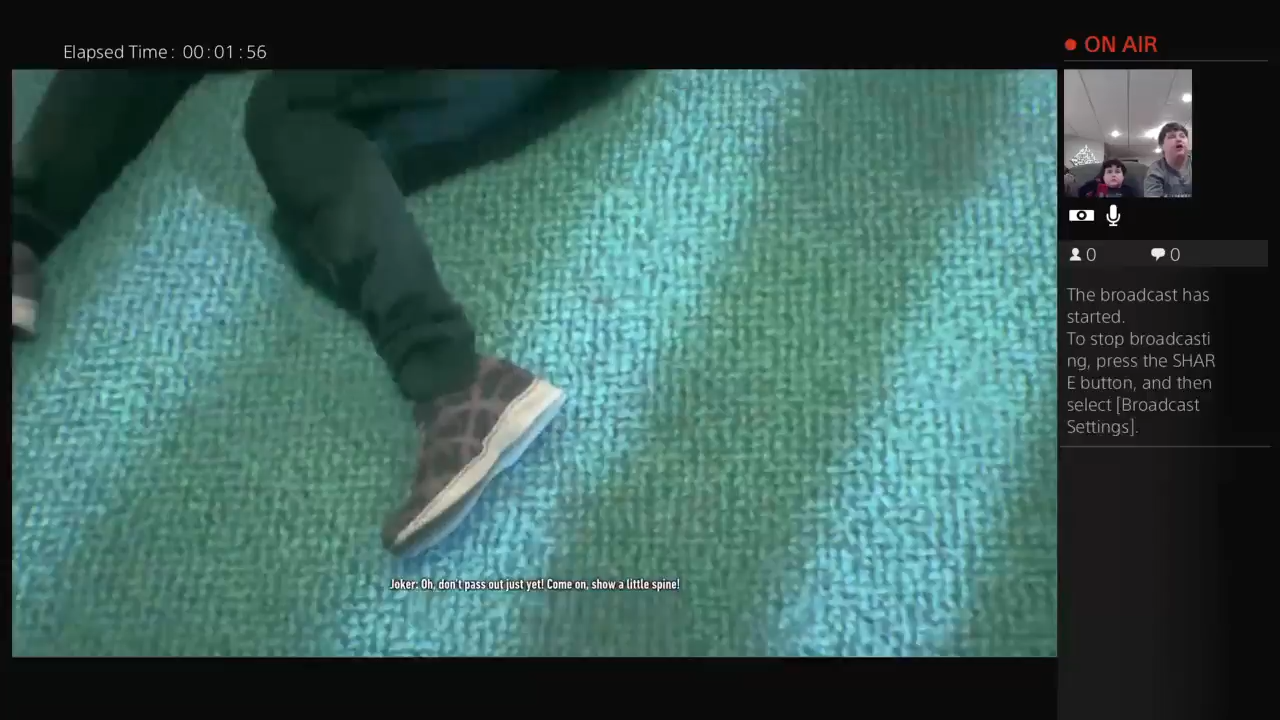 Elapsed Time: 00:01:56
ON AIR
0 0
The broadcast has
started.
To stop broadcasti
ng, press the SHAR
E button, and then
select [Broadcast
Settings].
Joker: Oh, don't pass out just yet! Come on, show a little spine!